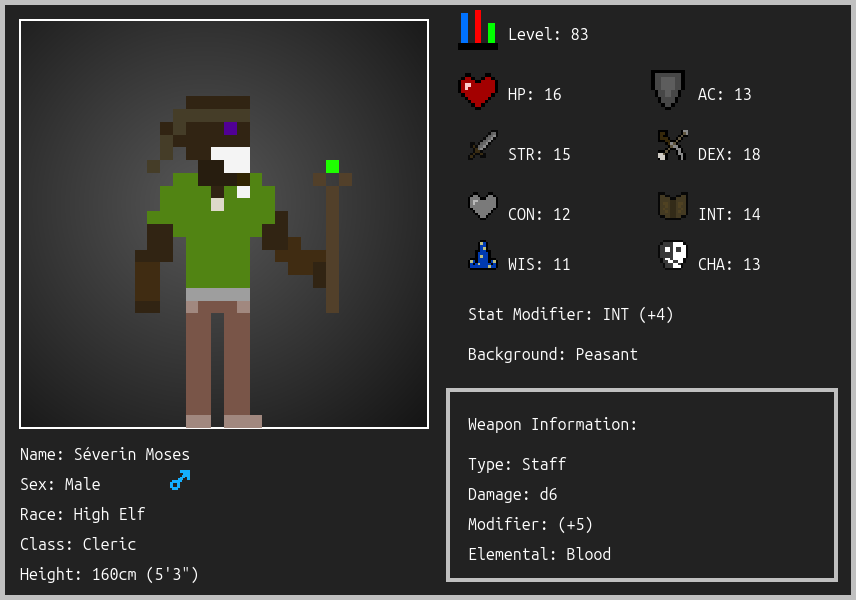 Level: 83
HP: 16
AC: 13
STR: 15
DEX: 18
CON: 12
INT: 14
WIS: 11
CHA: 13
Stat Modifier: INT (+4)
Background: Peasant
Weapon Information:
Type: Staff
Damage: d6
Modifier: (+5)
Elemental: Blood
Name: Séverin Moses
Sex: Male
Race: High Elf
Class: Cleric
Height: 160cm (5'3")